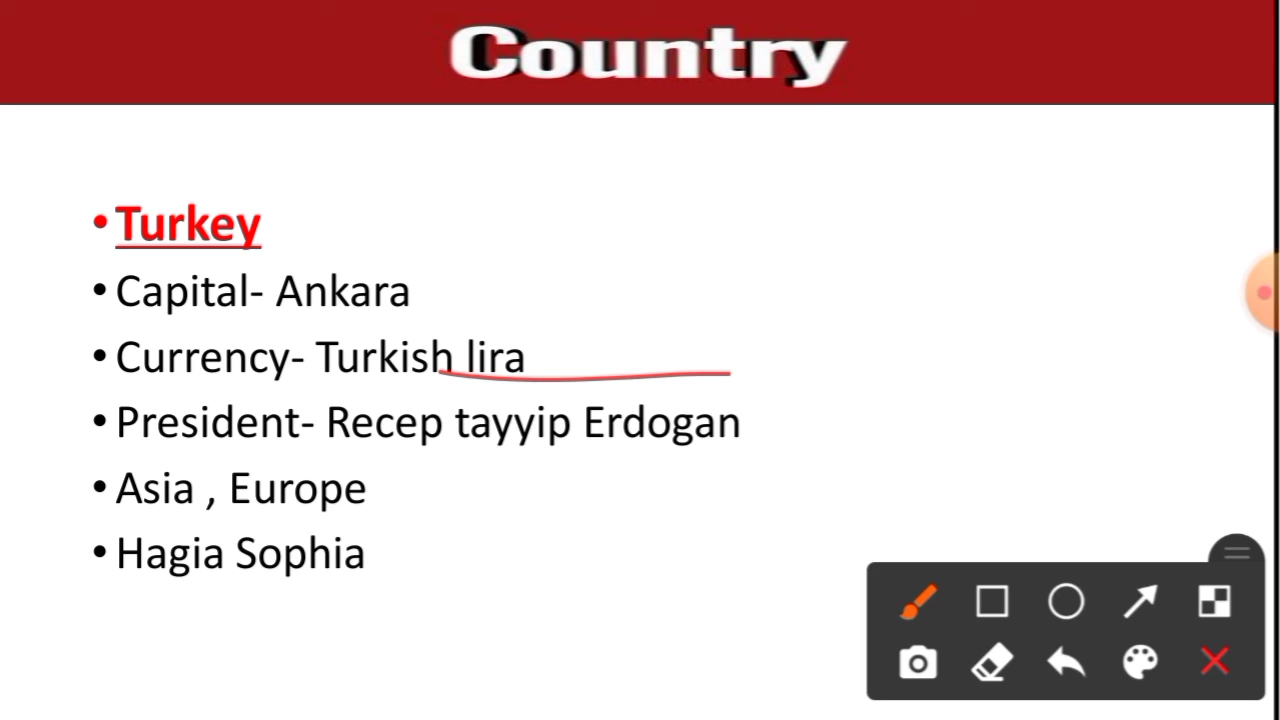 Country
• Turkey
• Capital- Ankara
• Currency- Turkish lira
• President- Recep tayyip Erdogan
• Asia , Europe
• Hagia Sophia